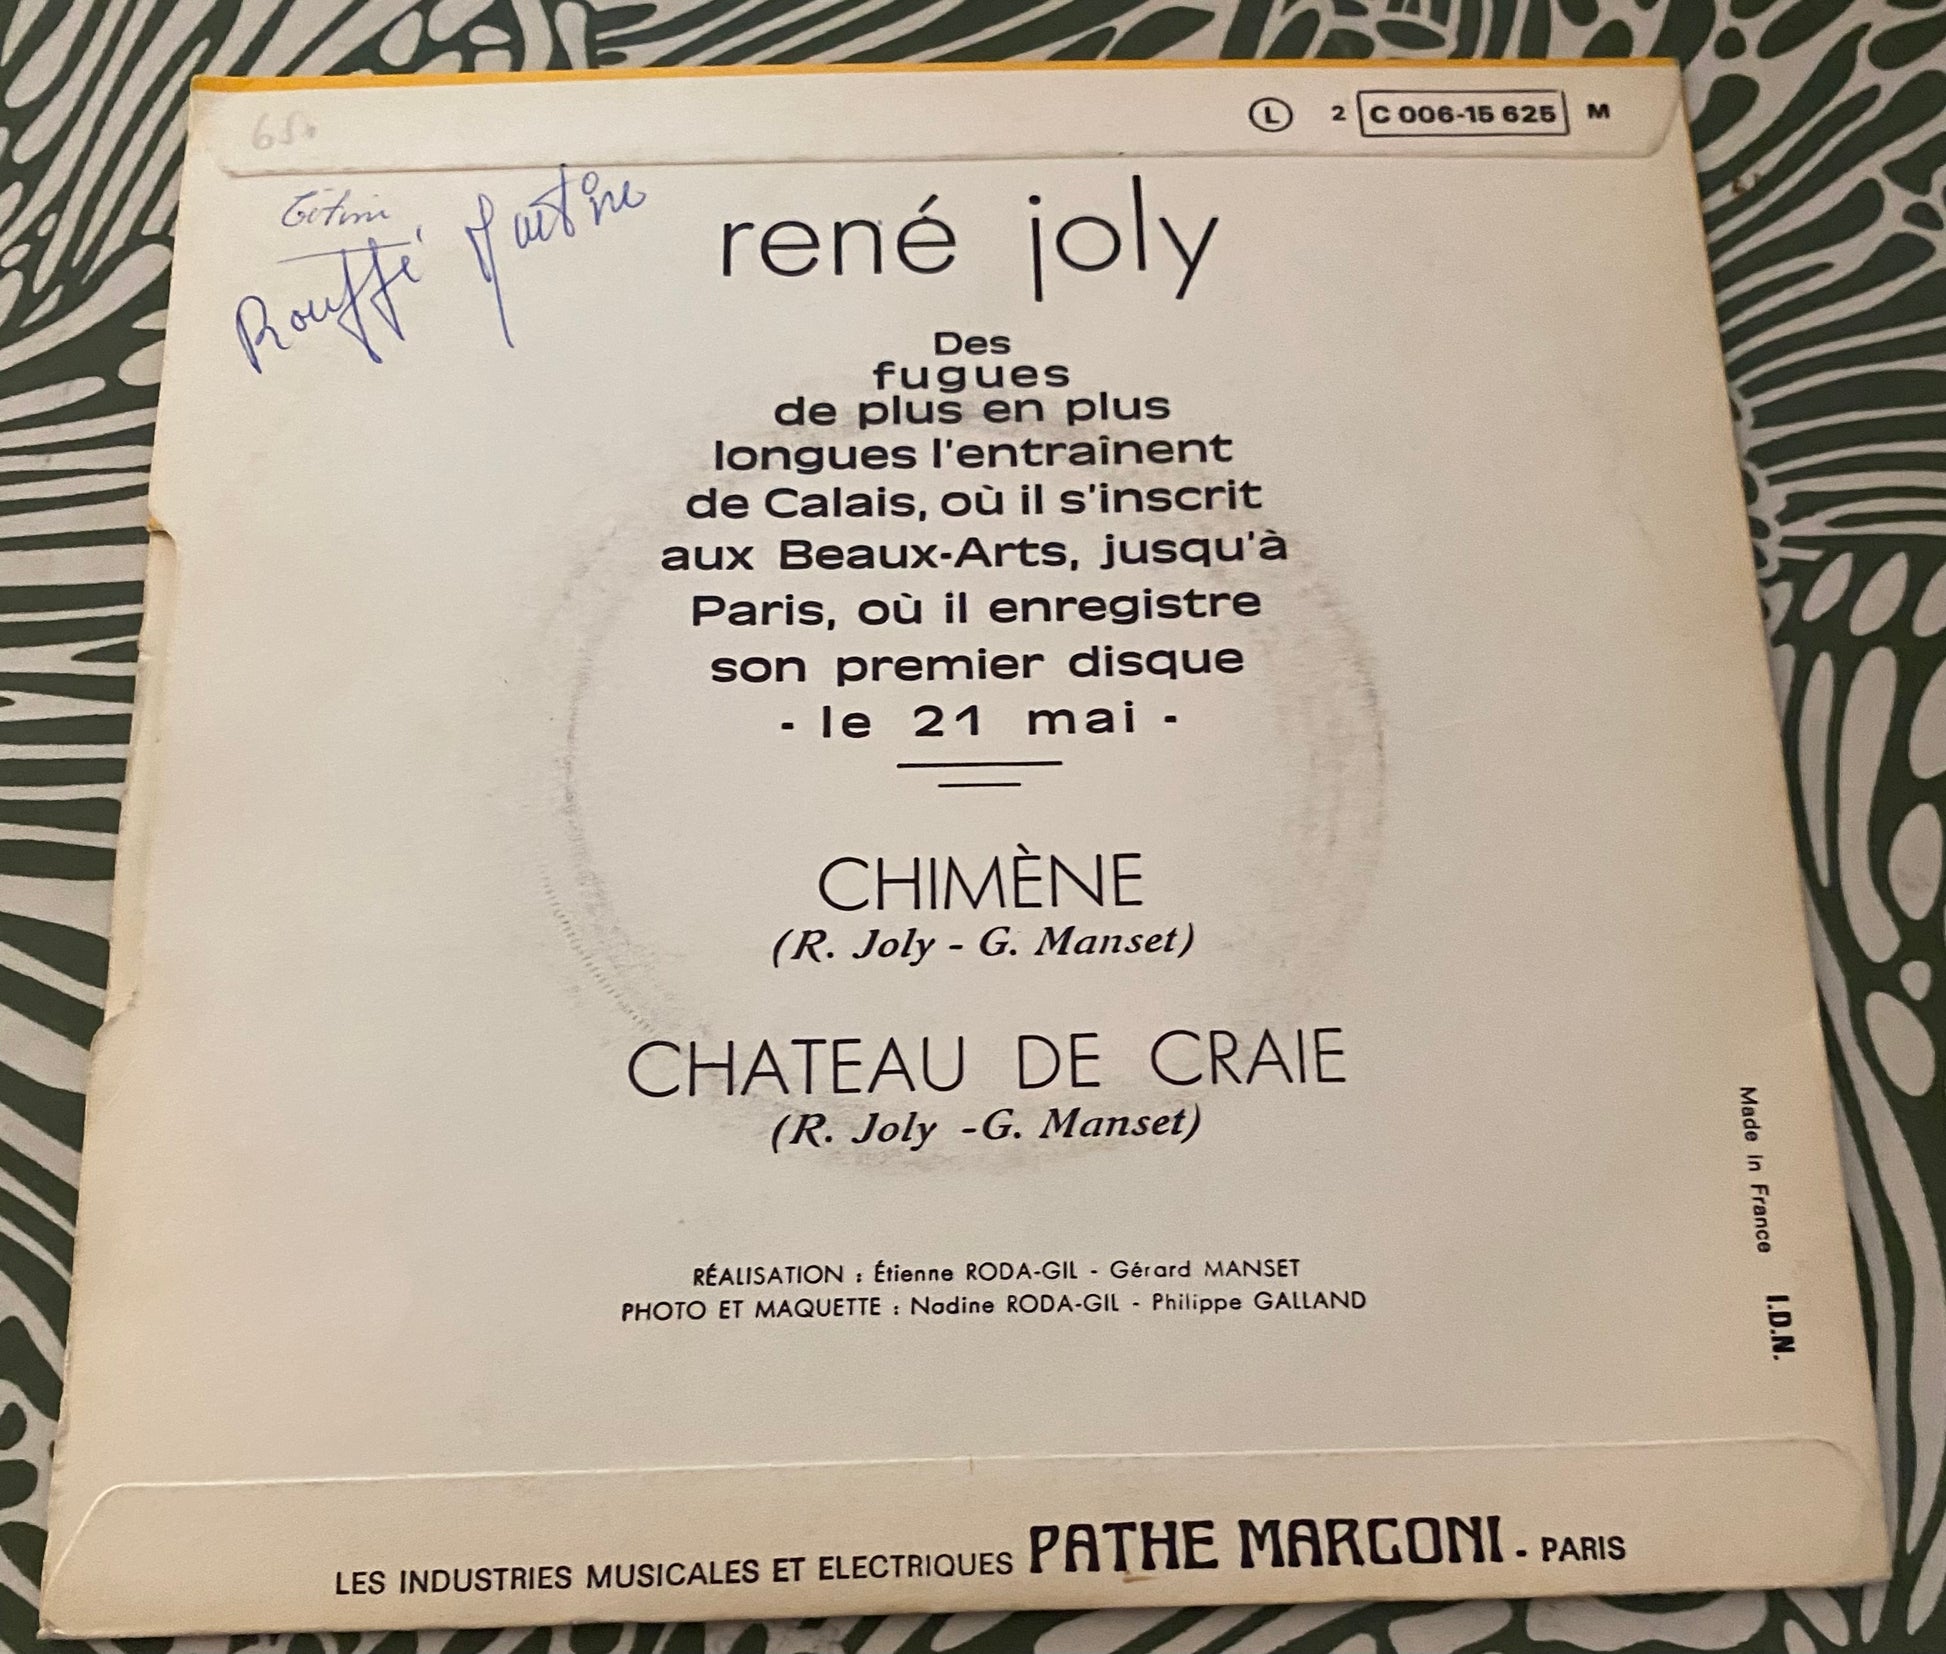 65
Ⓛ 2 C 006-15 625 M
Rouffé Martine
rené joly
Des
fugues
de plus en plus
longues l'entraînent
de Calais, où il s'inscrit
aux Beaux-Arts, jusqu'à
Paris, où il enregistre
son premier disque
- le 21 mai -
CHIMÈNE
(R. Joly - G. Manset)
CHATEAU DE CRAIE
(R. Joly -G. Manset)
RÉALISATION : Étienne RODA-GIL - Gérard MANSET
PHOTO ET MAQUETTE : Nadine RODA-GIL - Philippe GALLAND
Made in France I.D.N.
LES INDUSTRIES MUSICALES ET ELECTRIQUES PATHE MARCONI - PARIS